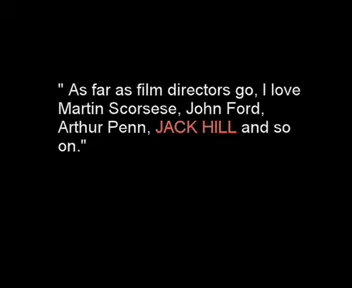 " As far as film directors go, I love
Martin Scorsese, John Ford,
Arthur Penn, JACK HILL and so
on."